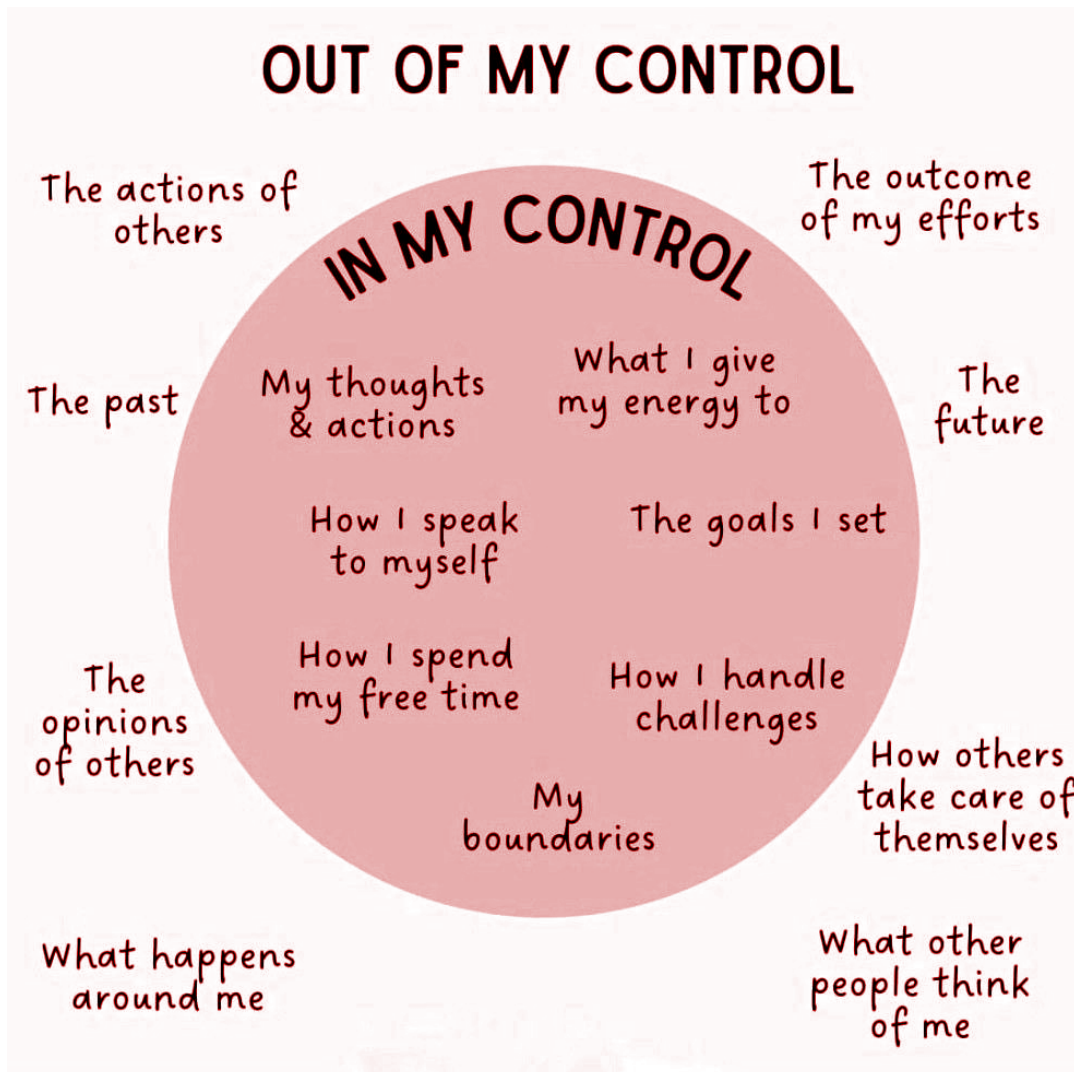 OUT OF MY CONTROL
The actions of
others
The outcome
of my efforts
IN MY CONTROL
The past
My thoughts
& actions
What I give
my energy to
The
future
How I speak
to myself
The goals I set
How I spend
my free time
How I handle
challenges
The
opinions
of others
How others
take care of
themselves
My
boundaries
What happens
around me
What other
people think
of me